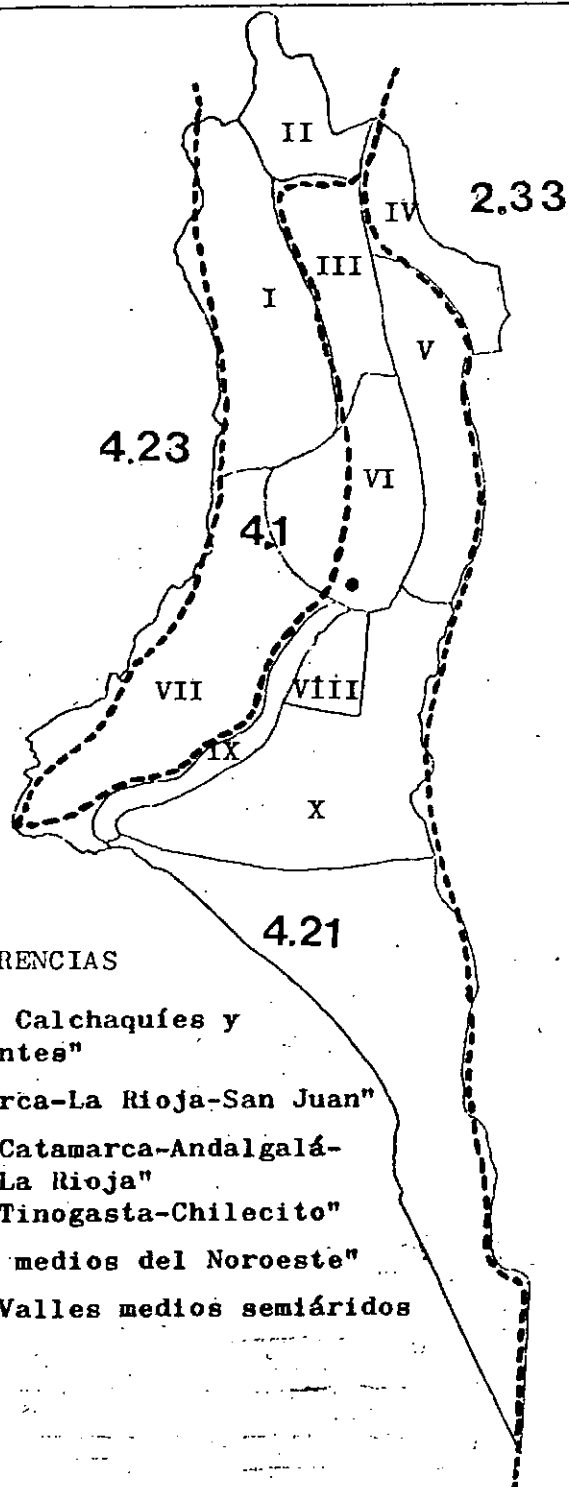 II
2.33
IV
III
I
V
4.23
VI
4.1
VII
VIII
IX
X
4.21
RENCIAS
Calchaquíes y
ntes"
rca-La Rioja-San Juan"
Catamarca-Andalgalá-
La Rioja"
Tinogasta-Chilecito"
medios del Noroeste"
Valles medios semiáridos